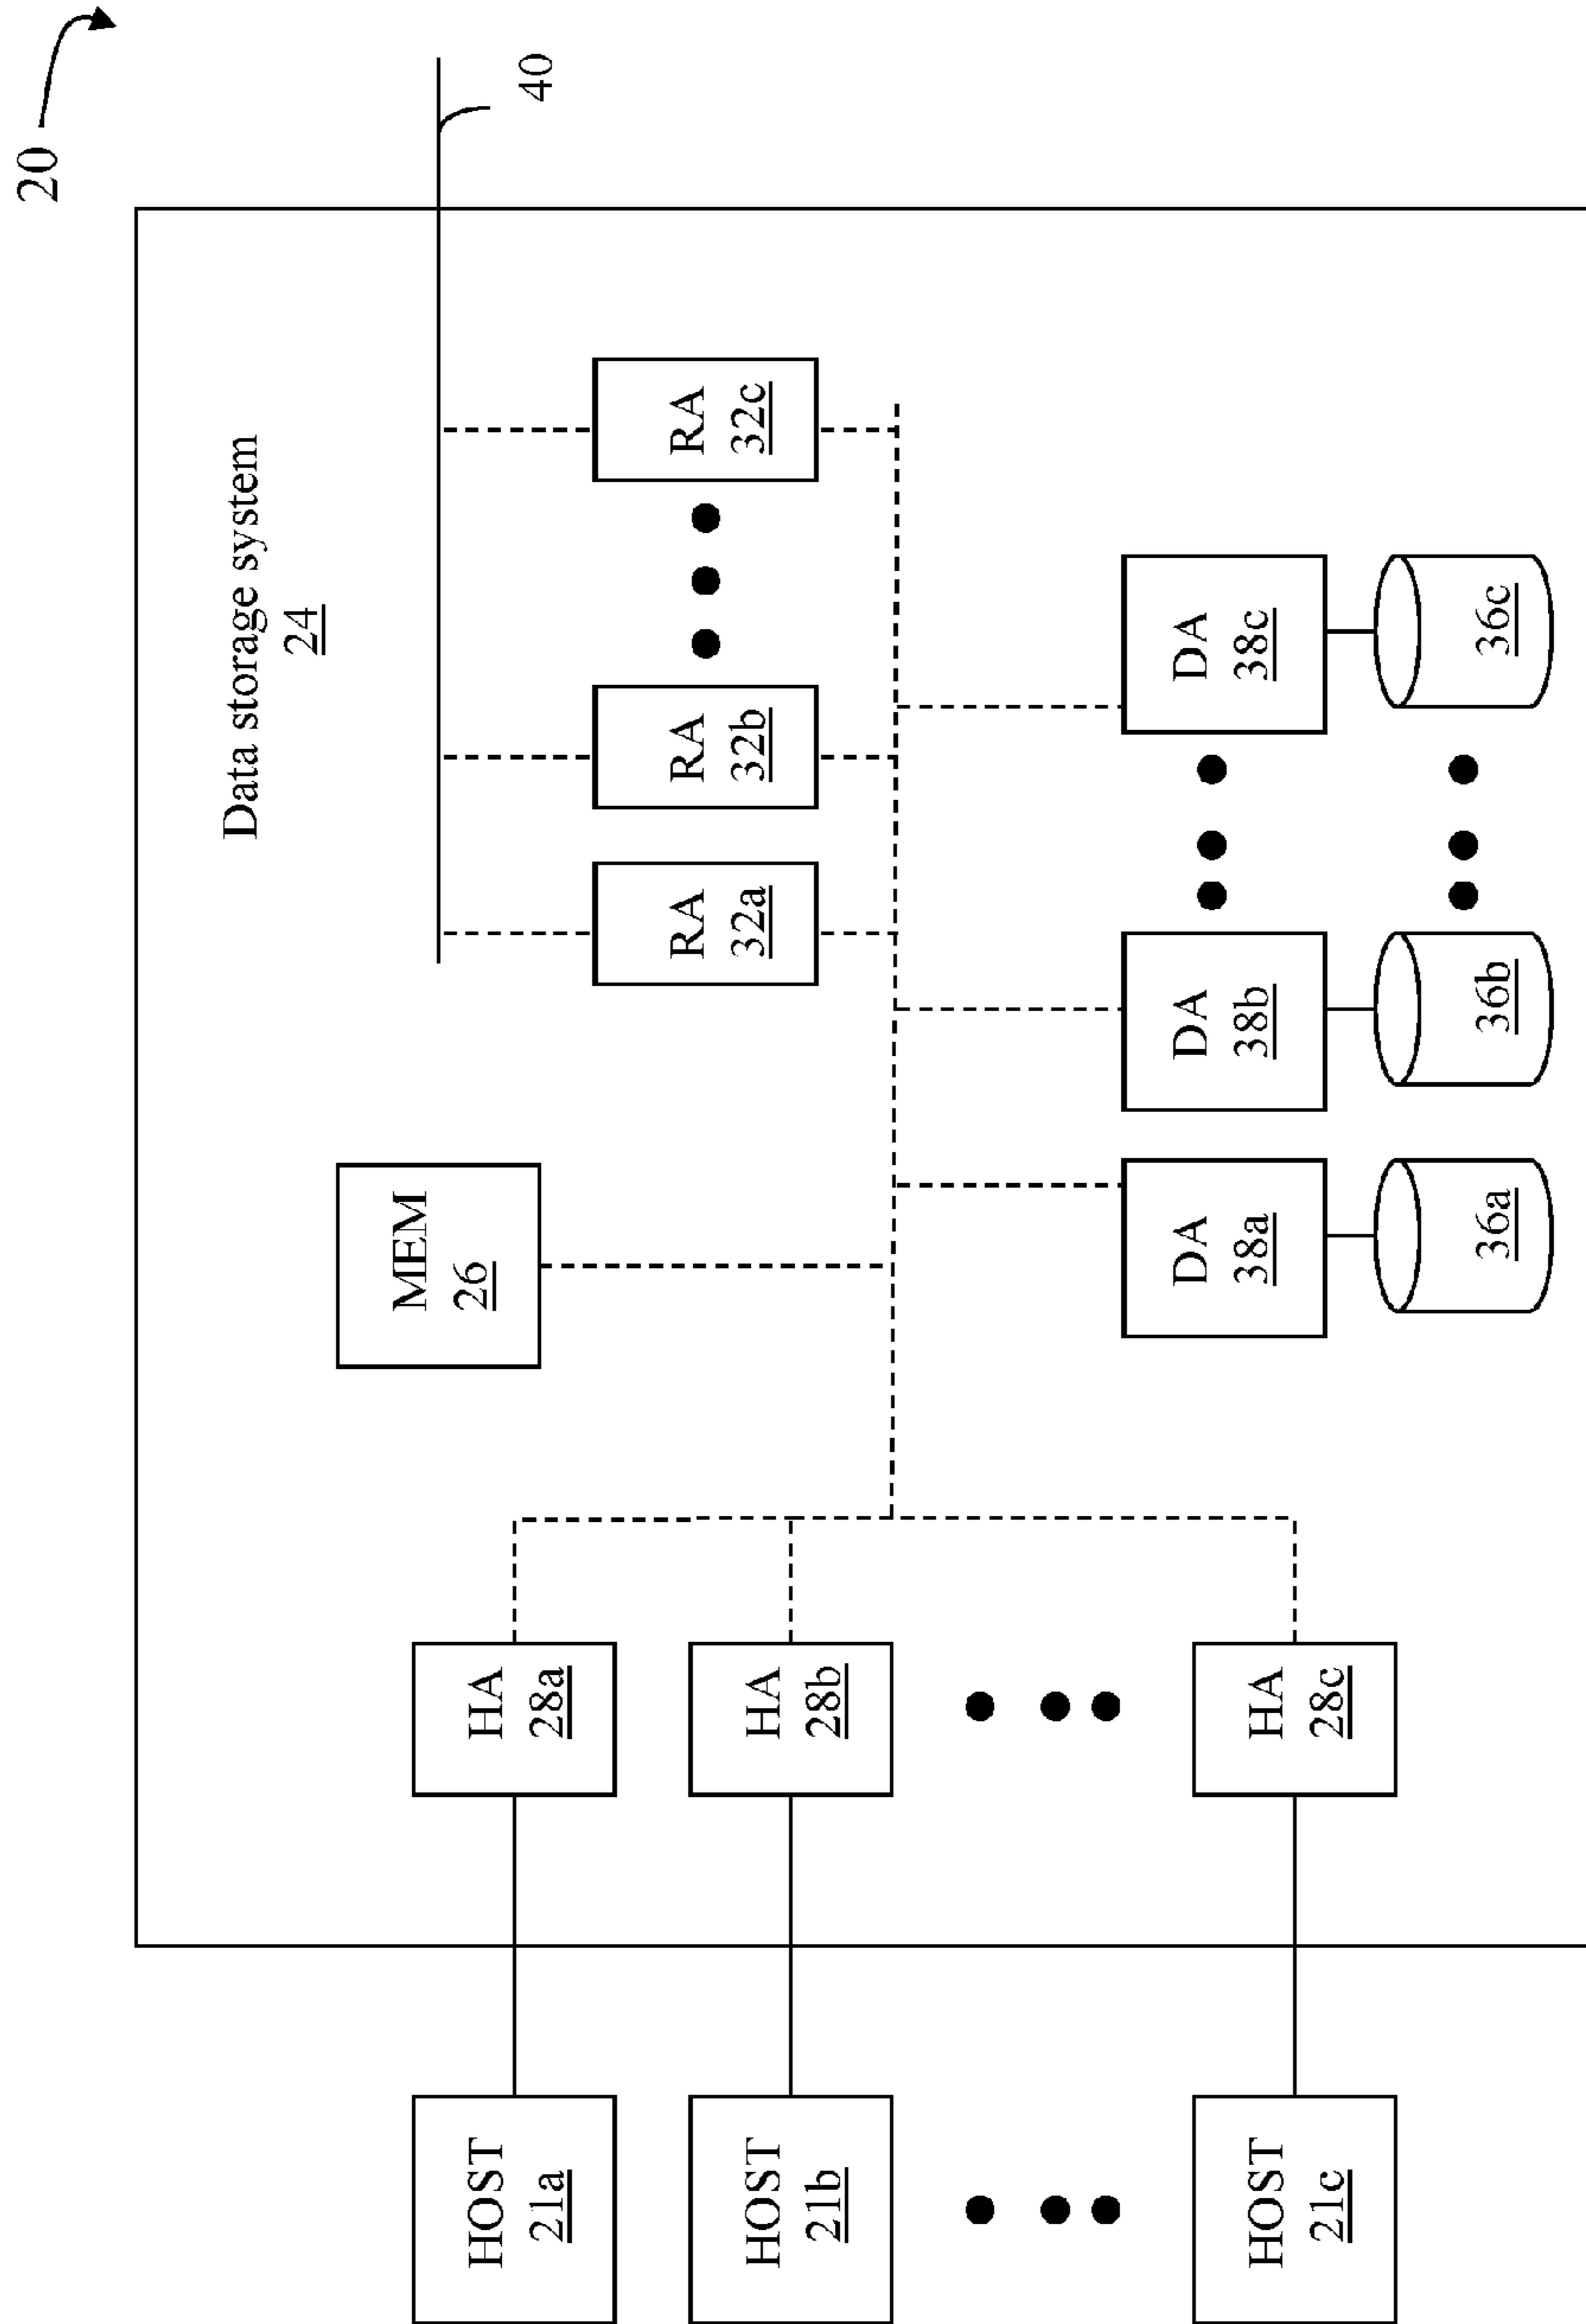 20
Data storage system
24
40
MEM
26
RA
32a
RA
32b
RA
32c
HOST
21a
HA
28a
HOST
21b
HA
28b
HOST
21c
HA
28c
DA
38a
DA
38b
DA
38c
36a
36b
36c